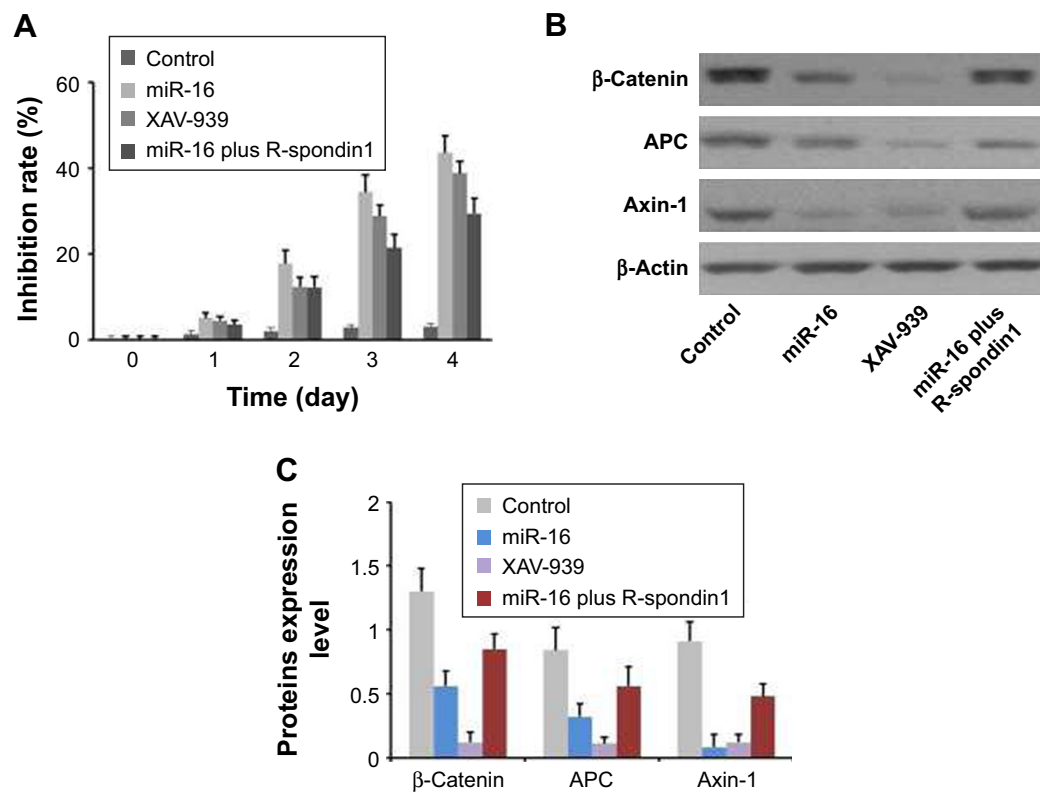 A
Control
miR-16
XAV-939
miR-16 plus R-spondin1
Inhibition rate (%)
60
40
20
0
0 1 2 3 4
Time (day)
B
β-Catenin
APC
Axin-1
β-Actin
Control
miR-16
XAV-939
miR-16 plus
R-spondin1
C
Control
miR-16
XAV-939
miR-16 plus R-spondin1
Proteins expression
level
2
1.5
1
0.5
0
β-Catenin APC Axin-1